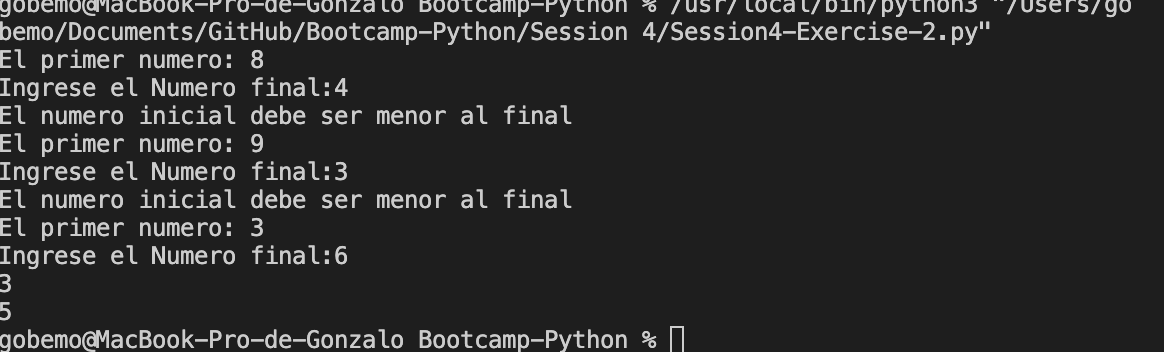 gobemo@MacBook-Pro-de-Gonzalo Bootcamp-Python % /usr/local/bin/python3 "/Users/go
bemo/Documents/GitHub/Bootcamp-Python/Session 4/Session4-Exercise-2.py"
El primer numero: 8
Ingrese el Numero final:4
El numero inicial debe ser menor al final
El primer numero: 9
Ingrese el Numero final:3
El numero inicial debe ser menor al final
El primer numero: 3
Ingrese el Numero final:6
3
5
gobemo@MacBook-Pro-de-Gonzalo Bootcamp-Python %